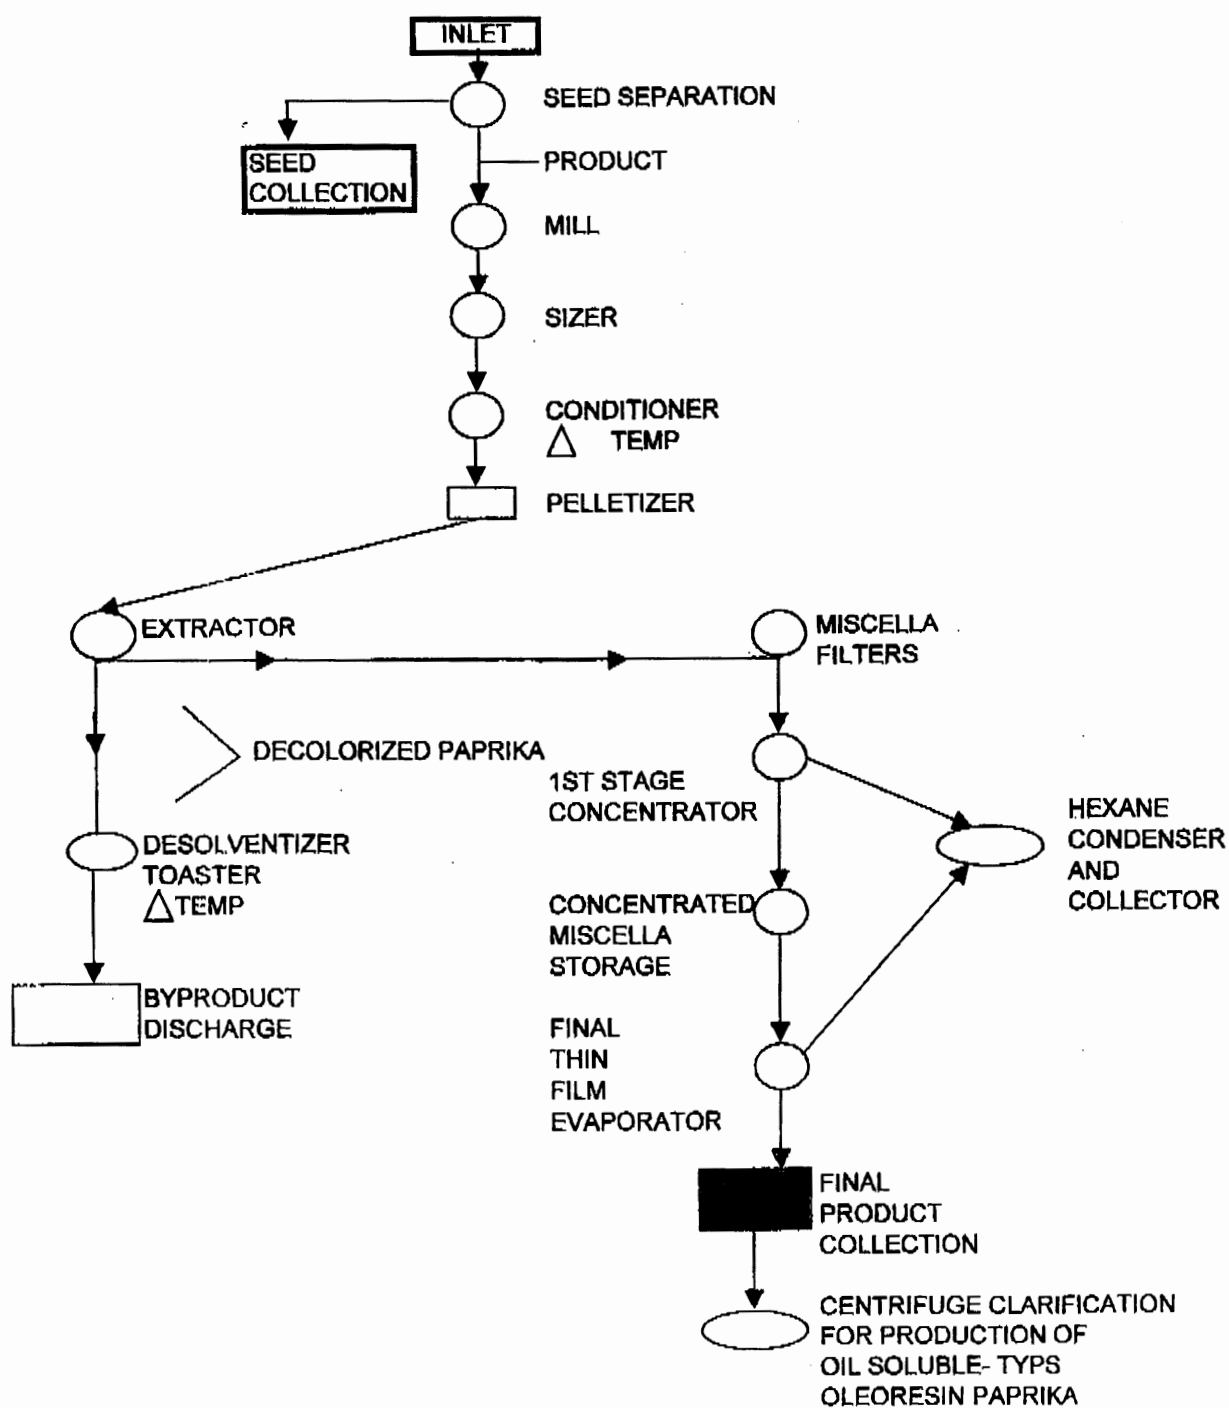 INLET
SEED SEPARATION
SEED
COLLECTION
PRODUCT
MILL
SIZER
CONDITIONER
TEMP
PELLETIZER
EXTRACTOR
MISCELLA
FILTERS
DECOLORIZED PAPRIKA
1ST STAGE
CONCENTRATOR
HEXANE
CONDENSER
AND
COLLECTOR
DESOLVENTIZER
TOASTER
TEMP
CONCENTRATED
MISCELLA
STORAGE
BYPRODUCT
DISCHARGE
FINAL
THIN
FILM
EVAPORATOR
FINAL
PRODUCT
COLLECTION
CENTRIFUGE CLARIFICATION
FOR PRODUCTION OF
OIL SOLUBLE- TYPS
OLEORESIN PAPRIKA